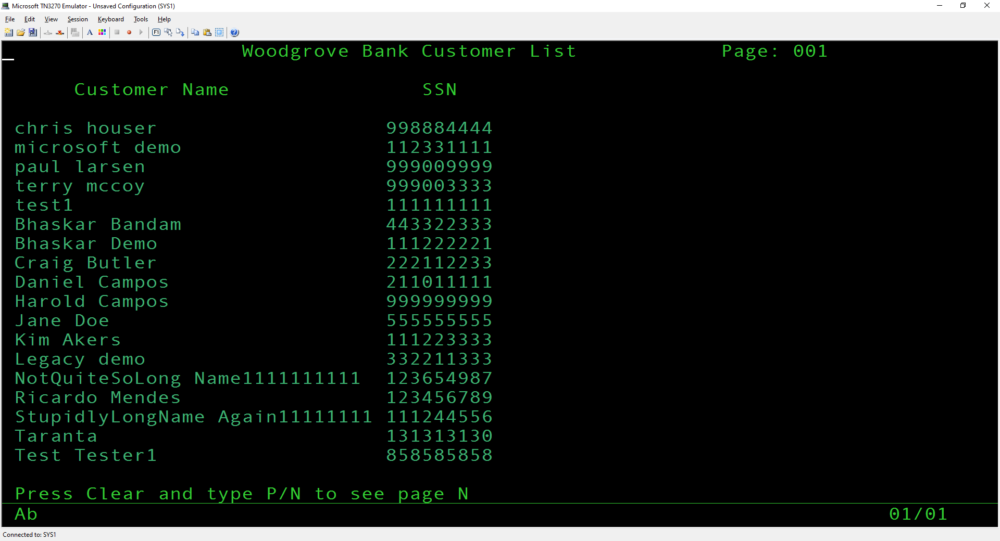 Microsoft TN3270 Emulator - Unsaved Configuration (SYS1)
File Edit View Session Keyboard Tools Help
A F1 ?
Woodgrove Bank Customer List Page: 001
Customer Name SSN
chris houser 998884444
microsoft demo 112331111
paul larsen 999009999
terry mccoy 999003333
test1 111111111
Bhaskar Bandam 443322333
Bhaskar Demo 111222221
Craig Butler 222112233
Daniel Campos 211011111
Harold Campos 999999999
Jane Doe 555555555
Kim Akers 111223333
Legacy demo 332211333
NotQuiteSoLong Name1111111111 123654987
Ricardo Mendes 123456789
StupidlyLongName Again11111111 111244556
Taranta 131313130
Test Tester1 858585858
Press Clear and type P/N to see page N
Ab 01/01
Connected to: SYS1